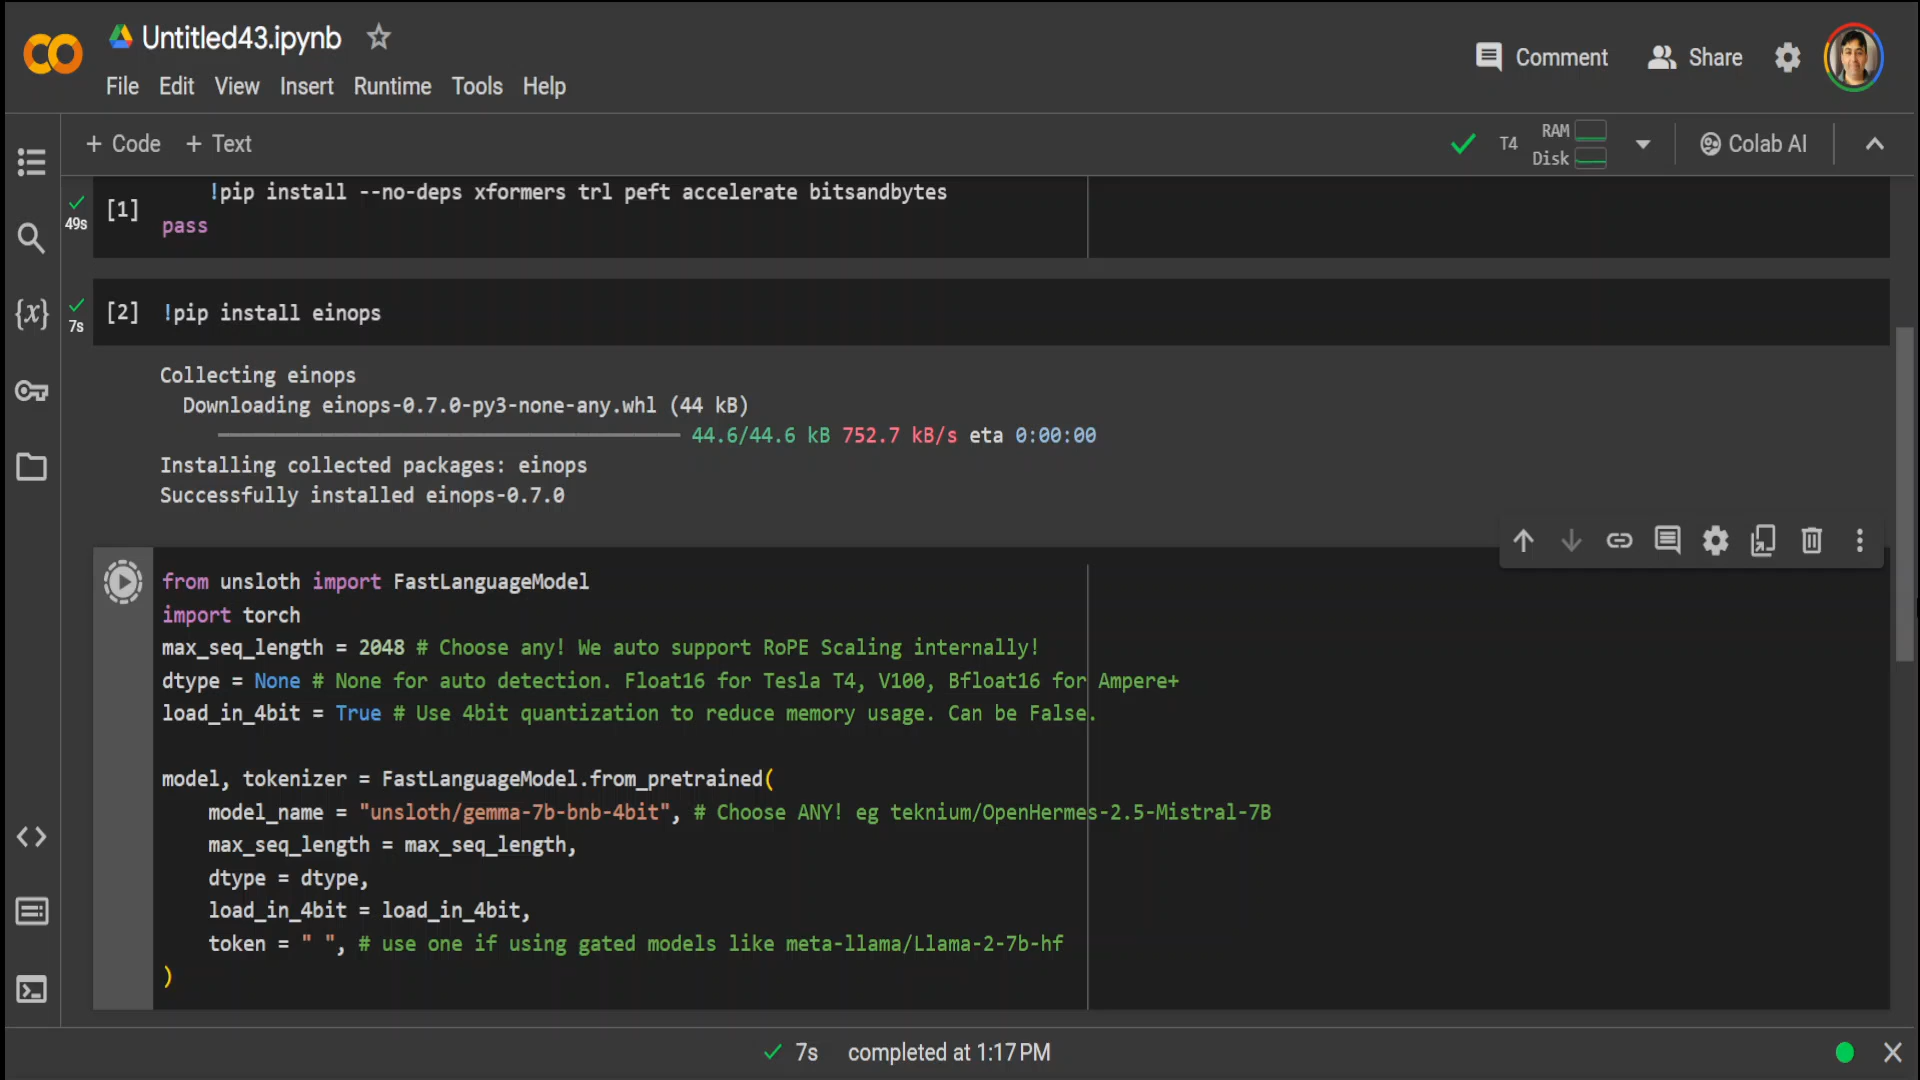 Untitled43.ipynb
Comment
Share
File Edit View Insert Runtime Tools Help
+ Code + Text
T4
RAM
Disk
Colab AI
!pip install --no-deps xformers trl peft accelerate bitsandbytes
[1]
49s
pass
[2] !pip install einops
7s
Collecting einops
Downloading einops-0.7.0-py3-none-any.whl (44 kB)
44.6/44.6 kB 752.7 kB/s eta 0:00:00
Installing collected packages: einops
Successfully installed einops-0.7.0
{x}
from unsloth import FastLanguageModel
import torch
max_seq_length = 2048 # Choose any! We auto support RoPE Scaling internally!
dtype = None # None for auto detection. Float16 for Tesla T4, V100, Bfloat16 for Ampere+
load_in_4bit = True # Use 4bit quantization to reduce memory usage. Can be False.
model, tokenizer = FastLanguageModel.from_pretrained(
model_name = "unsloth/gemma-7b-bnb-4bit", # Choose ANY! eg teknium/OpenHermes-2.5-Mistral-7B
max_seq_length = max_seq_length,
dtype = dtype,
load_in_4bit = load_in_4bit,
token = " ", # use one if using gated models like meta-llama/Llama-2-7b-hf
)
7s completed at 1:17 PM